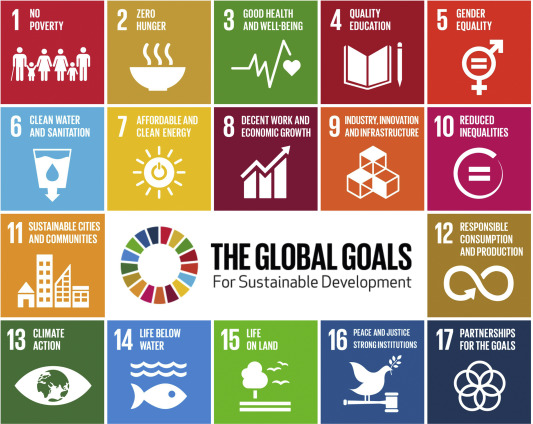 1 NO
POVERTY
2 ZERO
HUNGER
3 GOOD HEALTH
AND WELL-BEING
4 QUALITY
EDUCATION
5 GENDER
EQUALITY
6 CLEAN WATER
AND SANITATION
7 AFFORDABLE AND
CLEAN ENERGY
8 DECENT WORK AND
ECONOMIC GROWTH
9 INDUSTRY, INNOVATION
AND INFRASTRUCTURE
10 REDUCED
INEQUALITIES
11 SUSTAINABLE CITIES
AND COMMUNITIES
THE GLOBAL GOALS
For Sustainable Development
12 RESPONSIBLE
CONSUMPTION
AND PRODUCTION
13 CLIMATE
ACTION
14 LIFE BELOW
WATER
15 LIFE
ON LAND
16 PEACE AND JUSTICE
STRONG INSTITUTIONS
17 PARTNERSHIPS
FOR THE GOALS